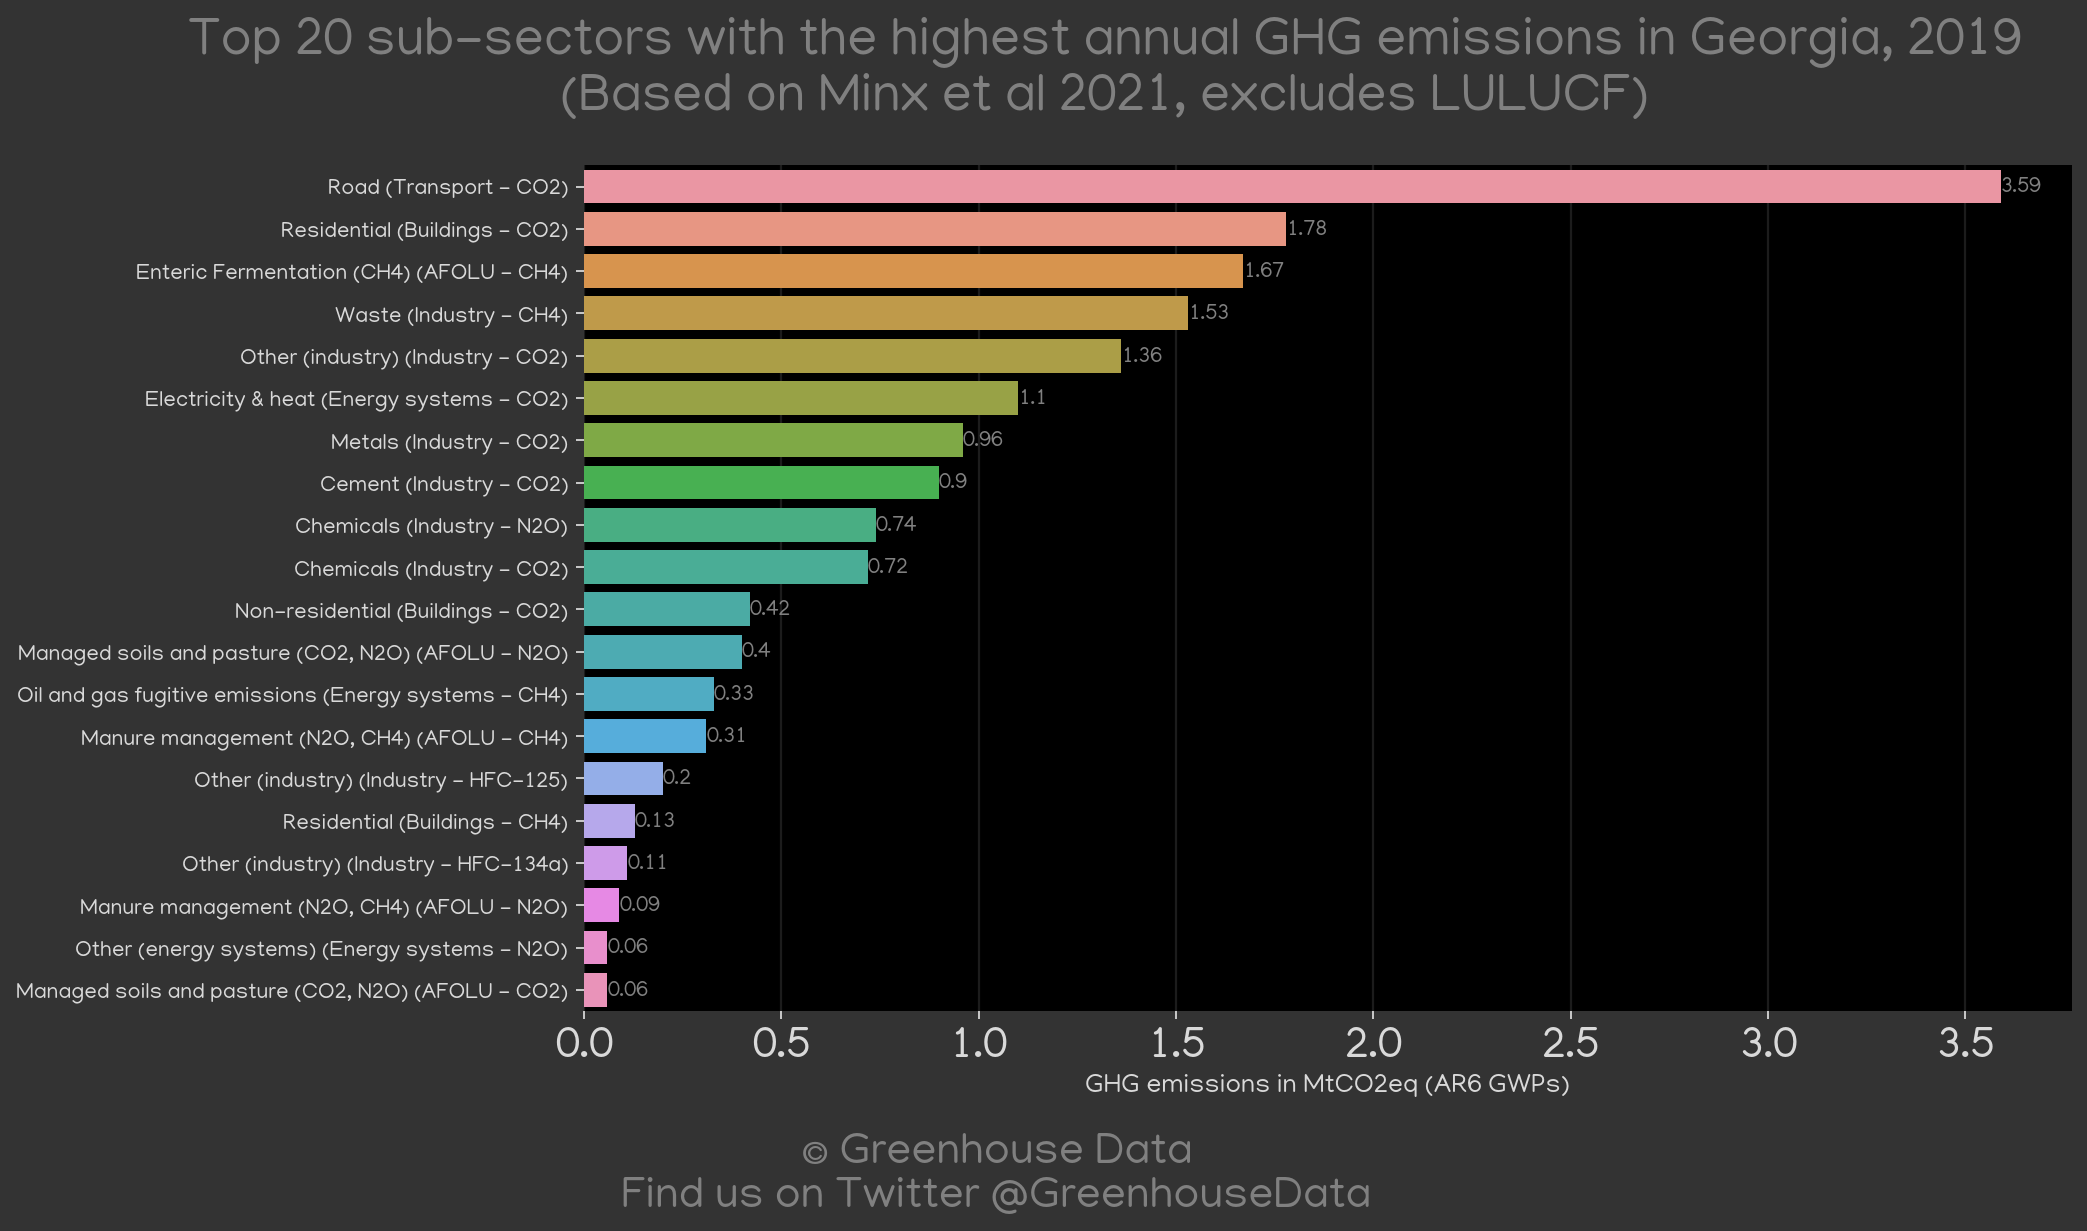 Top 20 sub-sectors with the highest annual GHG emissions in Georgia, 2019
(Based on Minx et al 2021, excludes LULUCF)
Road (Transport - CO2) 3.59
Residential (Buildings - CO2) 1.78
Enteric Fermentation (CH4) (AFOLU - CH4) 1.67
Waste (Industry - CH4) 1.53
Other (industry) (Industry - CO2) 1.36
Electricity & heat (Energy systems - CO2) 1.1
Metals (Industry - CO2) 0.96
Cement (Industry - CO2) 0.9
Chemicals (Industry - N2O) 0.74
Chemicals (Industry - CO2) 0.72
Non-residential (Buildings - CO2) 0.42
Managed soils and pasture (CO2, N2O) (AFOLU - N2O) 0.4
Oil and gas fugitive emissions (Energy systems - CH4) 0.33
Manure management (N2O, CH4) (AFOLU - CH4) 0.31
Other (industry) (Industry - HFC-125) 0.2
Residential (Buildings - CH4) 0.13
Other (industry) (Industry - HFC-134a) 0.11
Manure management (N2O, CH4) (AFOLU - N2O) 0.09
Other (energy systems) (Energy systems - N2O) 0.06
Managed soils and pasture (CO2, N2O) (AFOLU - CO2) 0.06
0.0 0.5 1.0 1.5 2.0 2.5 3.0 3.5
GHG emissions in MtCO2eq (AR6 GWPs)
© Greenhouse Data
Find us on Twitter @GreenhouseData